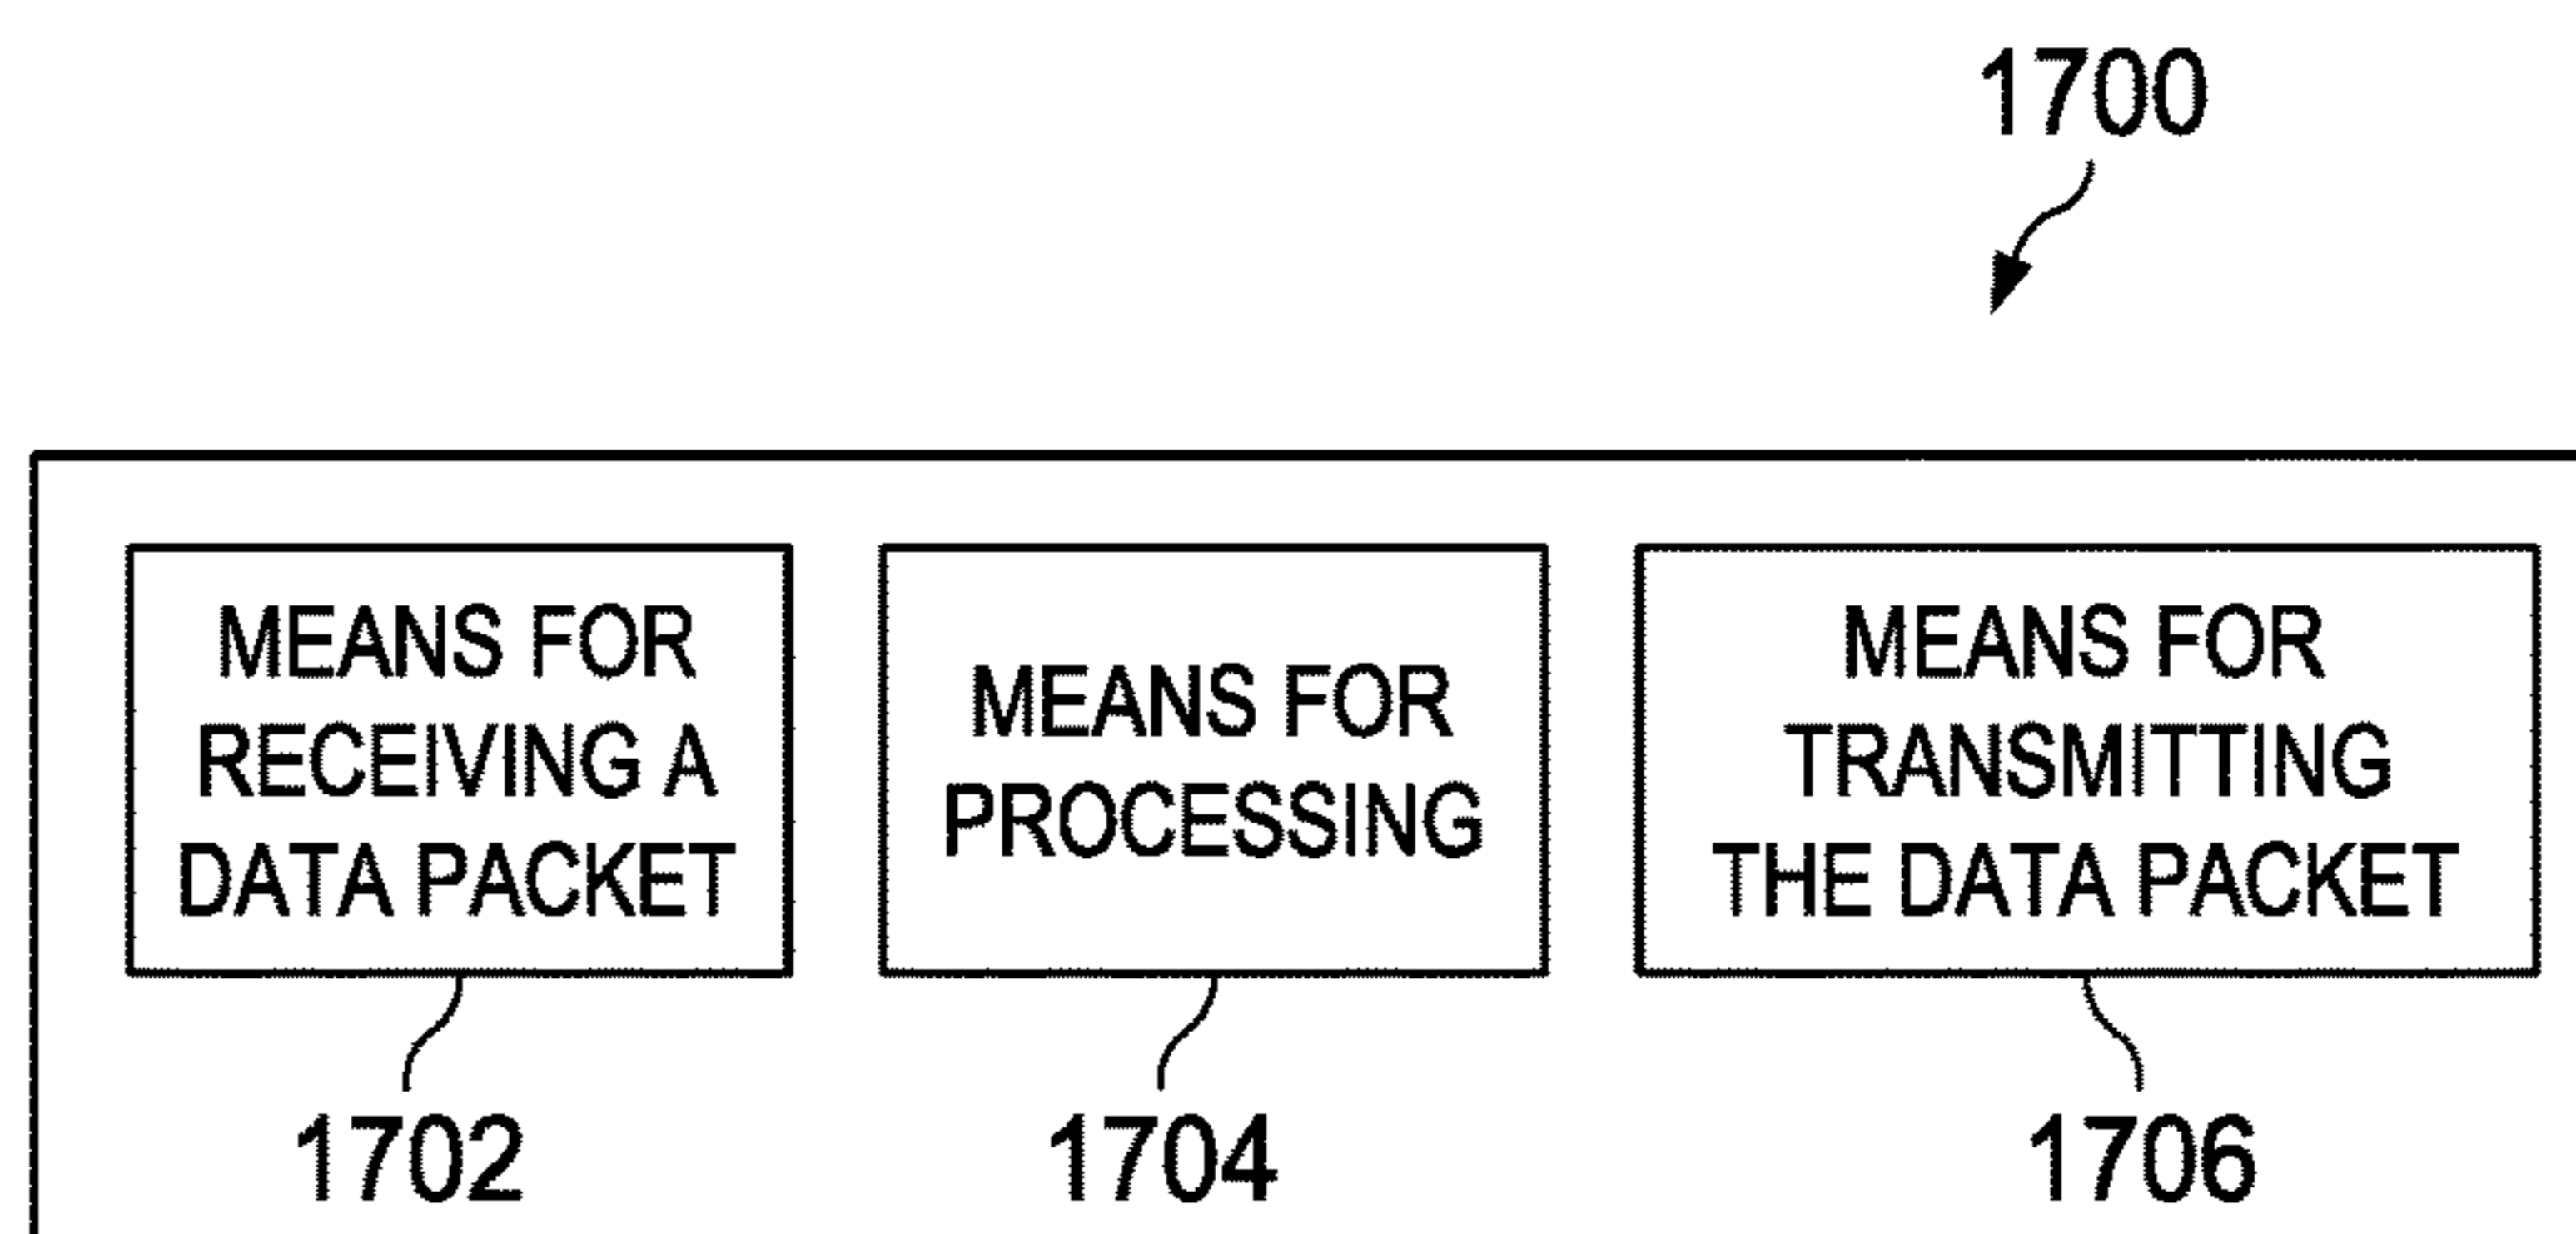 1700
MEANS FOR
RECEIVING A
DATA PACKET
MEANS FOR
PROCESSING
MEANS FOR
TRANSMITTING
THE DATA PACKET
1702
1704
1706